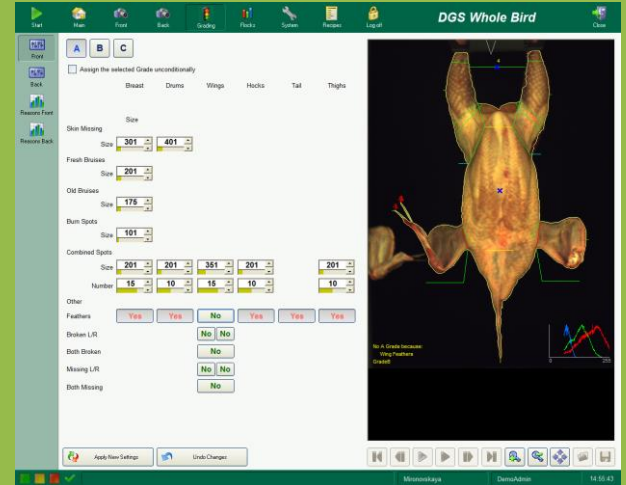 Start Main Front Back Grading Flocks System Recipes Log off DGS Whole Bird Close
Front
Back
Reasons Front
Reasons Back
A B C
Assign the selected Grade unconditionally
Breast Drums Wings Hocks Tail Thighs
Size
Skin Missing
Size 301 401
Fresh Bruises
Size 201
Old Bruises
Size 175
Burn Spots
Size 101
Combined Spots
Size 201 201 351 201 201
Number 15 10 15 10 10
Other
Feathers Yes Yes No Yes Yes Yes
Broken L/R No No
Both Broken No
Missing L/R No No
Both Missing No
4
No A Grade because:
Wing Feathers
GradeB
0 255
Apply New Settings Undo Changes
Mironovskaya DemoAdmin 14:55:43